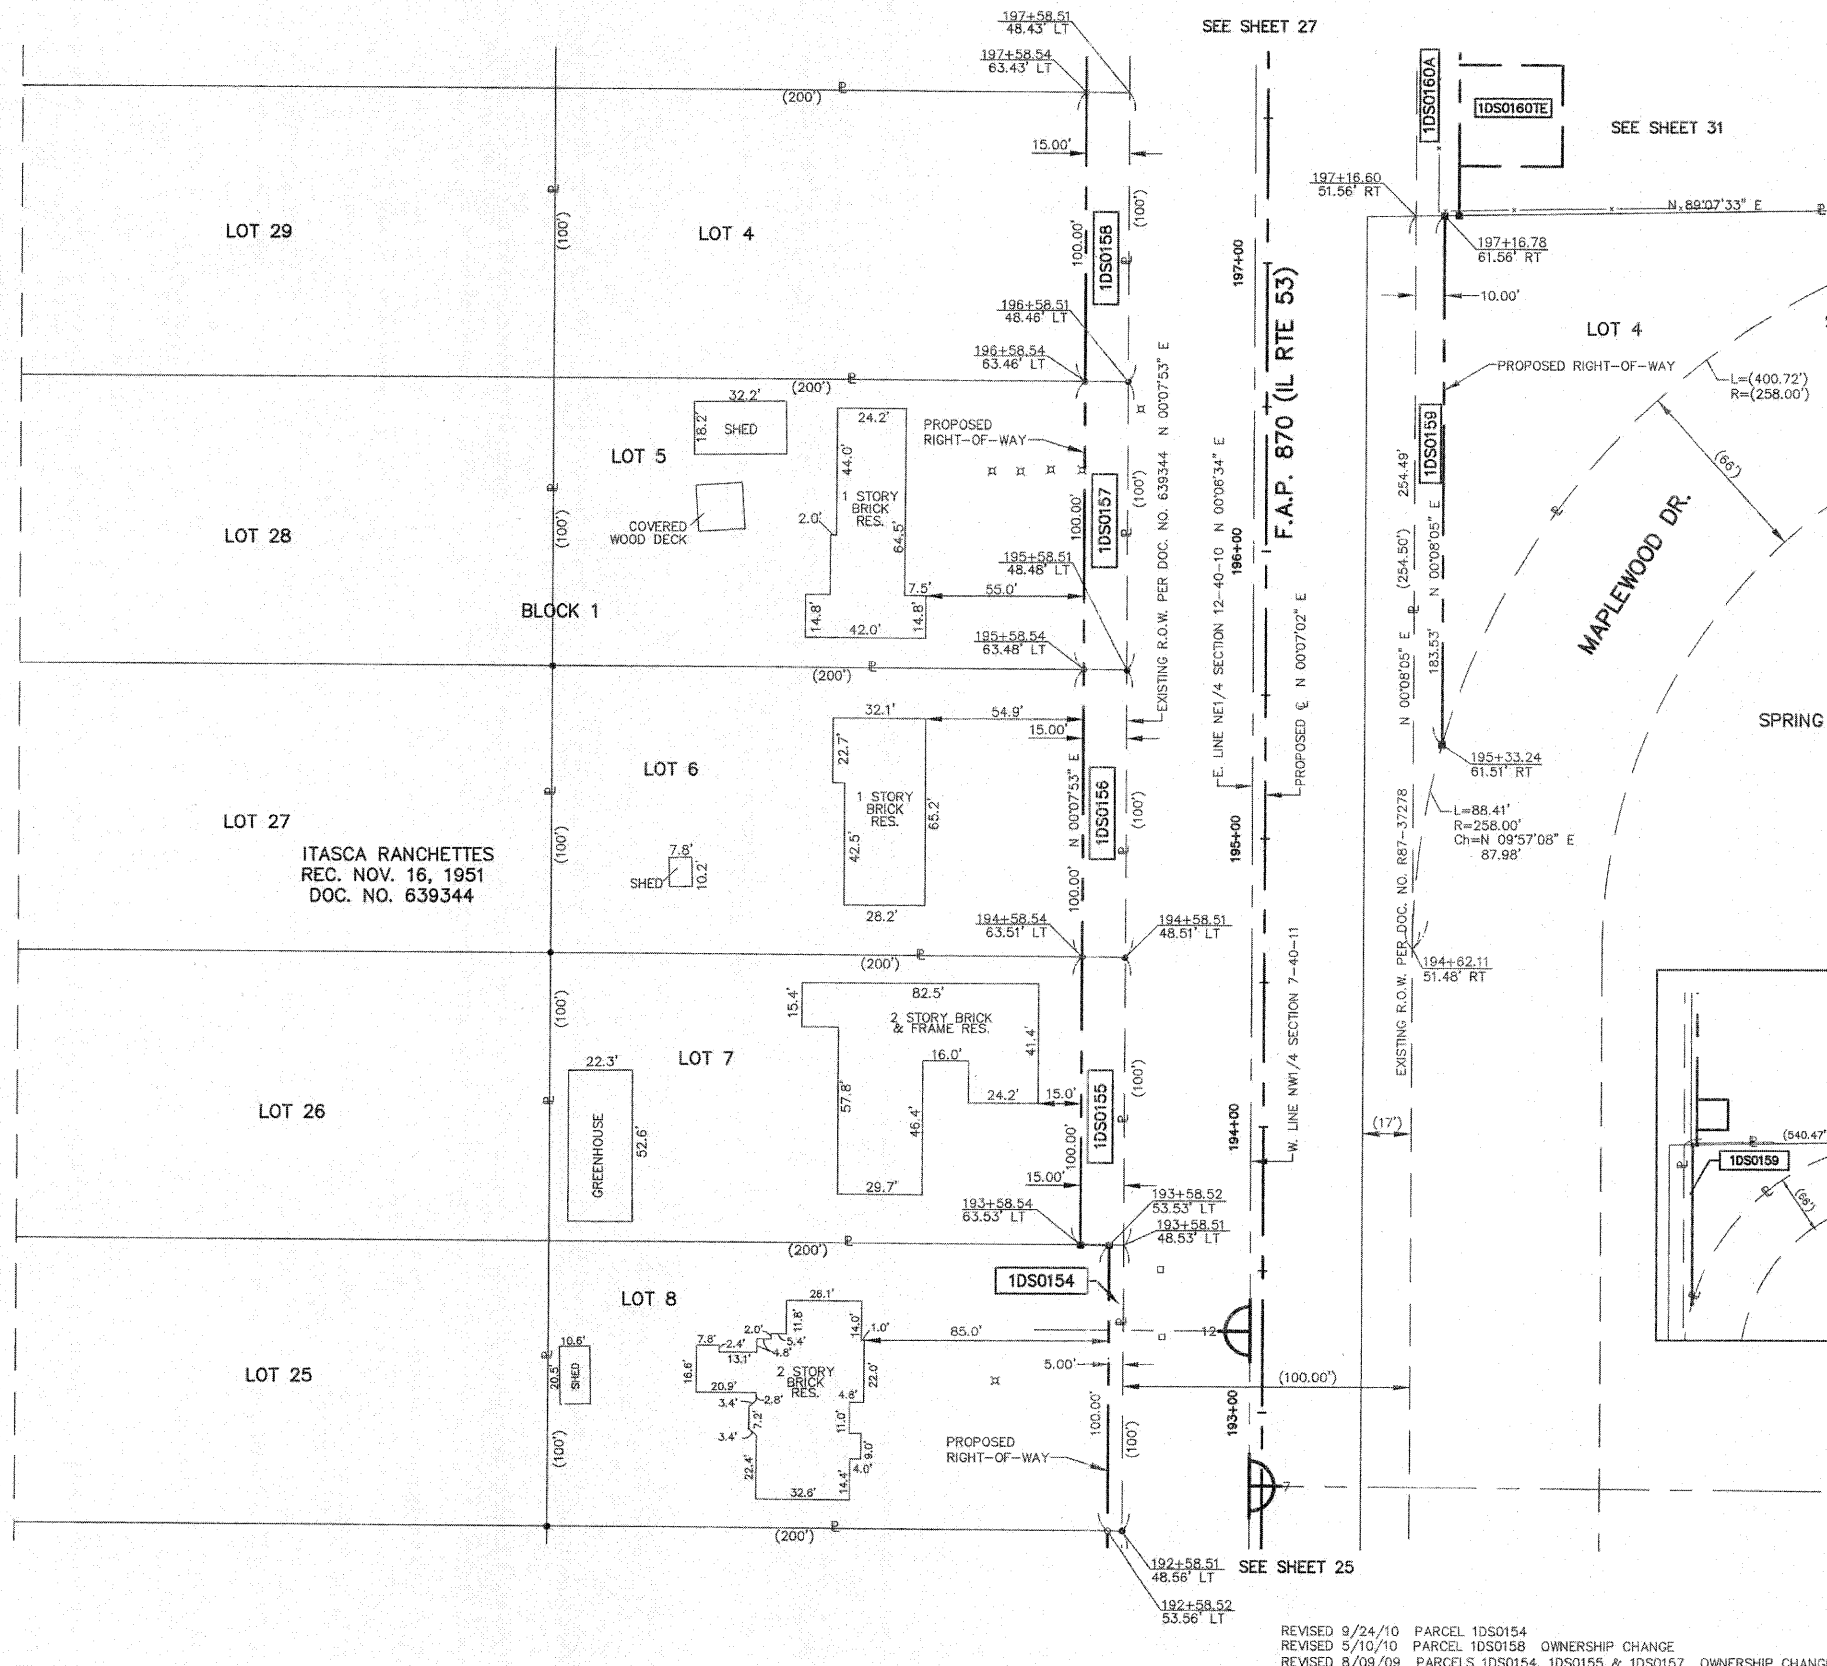 197+58.51
48.43' LT
SEE SHEET 27
197+58.54
63.43' LT
(200')
15.00'
1DS0160A
1DS0160TE
SEE SHEET 31
197+16.60
51.56' RT
N 89°07'33" E
197+16.78
61.56' RT
LOT 29
(100')
LOT 4
100.00'
1DS0158
(100')
197+00
F.A.P. 870 (IL RTE 53)
10.00'
LOT 4
PROPOSED RIGHT-OF-WAY
L=(400.72')
R=(258.00')
196+58.51
48.46' LT
196+58.54
63.46' LT
(200')
32.2'
18.2'
SHED
24.2'
44.0'
PROPOSED
RIGHT-OF-WAY
LOT 5
1 STORY
BRICK
RES.
2.0'
64.5'
COVERED
WOOD DECK
LOT 28
(100')
100.00'
1DS0157
(100')
EXISTING R.O.W. PER DOC. NO. 639344 N 00°07'53" E
E. LINE NE1/4 SECTION 12-40-10 N 00°06'34" E
196+00
1DS0159
(254.50') 254.49'
N 00°08'05" E
183.53'
N 00°08'05" E
(66')
MAPLEWOOD DR.
195+58.51
48.48' LT
7.5'
55.0'
14.8'
42.0'
14.8'
BLOCK 1
195+58.54
63.48' LT
(200')
PROPOSED ℄ N 00°07'02" E
32.1'
54.9'
15.00'
22.7'
SPRING
195+33.24
61.51' RT
LOT 6
1 STORY
BRICK
RES.
65.2'
42.5'
N 00°07'53" E
100.00'
1DS0156
(100')
195+00
L=88.41'
R=258.00'
Ch=N 09°57'08" E
87.98'
LOT 27
(100')
ITASCA RANCHETTES
REC. NOV. 16, 1951
DOC. NO. 639344
7.8'
SHED
10.2'
28.2'
194+58.54
63.51' LT
194+58.51
48.51' LT
(200')
194+62.11
51.48' RT
EXISTING R.O.W. PER DOC. NO. R87-37278
W. LINE NW1/4 SECTION 7-40-11
(100')
15.4'
82.5'
2 STORY BRICK
& FRAME RES.
41.4'
LOT 7
16.0'
24.2'
15.0'
22.3'
57.8'
46.4'
GREENHOUSE
52.6'
LOT 26
29.7'
100.00'
1DS0155
(100')
194+00
(17')
15.00'
(540.47'
1DS0159
(66')
193+58.54
63.53' LT
193+58.52
53.53' LT
193+58.51
48.53' LT
(200')
1DS0154
LOT 8
28.1'
11.8'
14.0'
2.0'
1.0'
7.8'
2.4'
5.4'
4.8'
13.1'
85.0'
12
10.6'
20.5'
SHED
16.6'
2 STORY
BRICK
RES.
22.0'
5.00'
(100.00')
LOT 25
20.9'
2.8'
4.8'
3.4'
7.2'
11.0'
3.4'
9.0'
4.0'
22.4'
14.4'
32.6'
(100')
100.00'
(100')
193+00
PROPOSED
RIGHT-OF-WAY
7
(200')
192+58.51
48.56' LT
SEE SHEET 25
192+58.52
53.56' LT
REVISED 9/24/10 PARCEL 1DS0154
REVISED 5/10/10 PARCEL 1DS0158 OWNERSHIP CHANGE
REVISED 8/09/09 PARCELS 1DS0154, 1DS0155 & 1DS0157 OWNERSHIP CHANGE